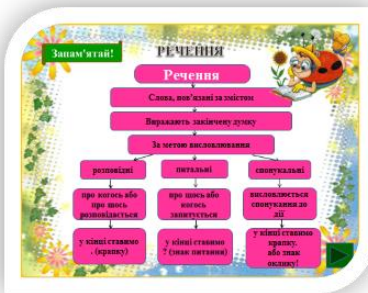 Запам'ятай!
РЕЧЕННЯ
Речення
Слова, пов'язані за змістом
Виражають закінчену думку
За метою висловлювання
розповідні
питальні
спонукальні
про когось або
про щось
розповідається
про щось або
когось
запитується
висловлюється
спонукання до
дії
у кінці ставимо
. (крапку)
у кінці ставимо
? (знак питання)
у кінці ставимо
крапку.
або знак
оклику!